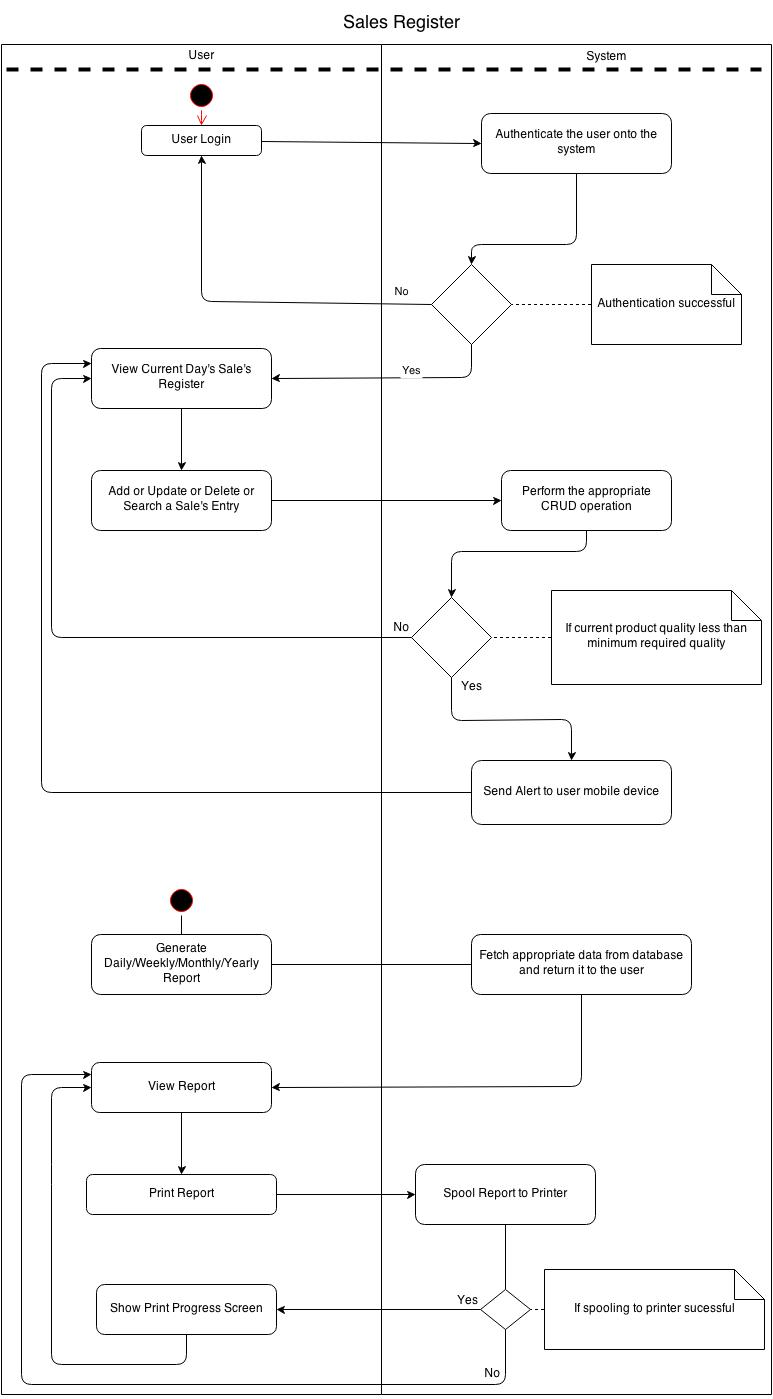 Sales Register
User
System
User Login
Authenticate the user onto the
system
No
Authentication successful
View Current Day's Sale's
Register
Yes
Add or Update or Delete or
Search a Sale's Entry
Perform the appropriate
CRUD operation
No
If current product quality less than
minimum required quality
Yes
Send Alert to user mobile device
Generate
Daily/Weekly/Monthly/Yearly
Report
Fetch appropriate data from database
and return it to the user
View Report
Print Report
Spool Report to Printer
Yes
Show Print Progress Screen
If spooling to printer sucessful
No